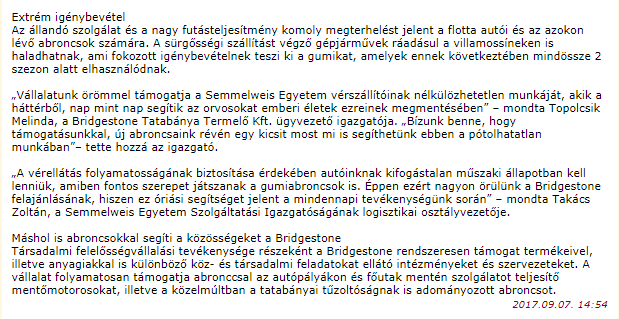 Extrém igénybevétel
Az állandó szolgálat és a nagy futásteljesítmény komoly megterhelést jelent a flotta autói és az azokon
lévő abroncsok számára. A sürgősségi szállítást végző gépjárművek ráadásul a villamossíneken is
haladhatnak, ami fokozott igénybevételnek teszi ki a gumikat, amelyek ennek következtében mindössze 2
szezon alatt elhasználódnak.

„Vállalatunk örömmel támogatja a Semmelweis Egyetem vérszállítóinak nélkülözhetetlen munkáját, akik a
háttérből, nap mint nap segítik az orvosokat emberi életek ezreinek megmentésében” – mondta Topolcsik
Melinda, a Bridgestone Tatabánya Termelő Kft. ügyvezető igazgatója. „Bízunk benne, hogy
támogatásunkkal, új abroncsaink révén egy kicsit most mi is segíthetünk ebben a pótolhatatlan
munkában”– tette hozzá az igazgató.

„A vérellátás folyamatosságának biztosítása érdekében autóinknak kifogástalan műszaki állapotban kell
lenniük, amiben fontos szerepet játszanak a gumiabroncsok is. Éppen ezért nagyon örülünk a Bridgestone
felajánlásának, hiszen ez óriási segítséget jelent a mindennapi tevékenységünk során” – mondta Takács
Zoltán, a Semmelweis Egyetem Szolgáltatási Igazgatóságának logisztikai osztályvezetője.

Máshol is abroncsokkal segíti a közösségeket a Bridgestone
Társadalmi felelősségvállalási tevékenysége részeként a Bridgestone rendszeresen támogat termékeivel,
illetve anyagiakkal is különböző köz- és társadalmi feladatokat ellátó intézményeket és szervezeteket. A
vállalat folyamatosan támogatja abronccsal az autópályákon és főutak mentén szolgálatot teljesítő
mentőmotorosokat, illetve a közelmúltban a tatabányai tűzoltóságnak is adományozott abroncsot.
2017.09.07. 14:54